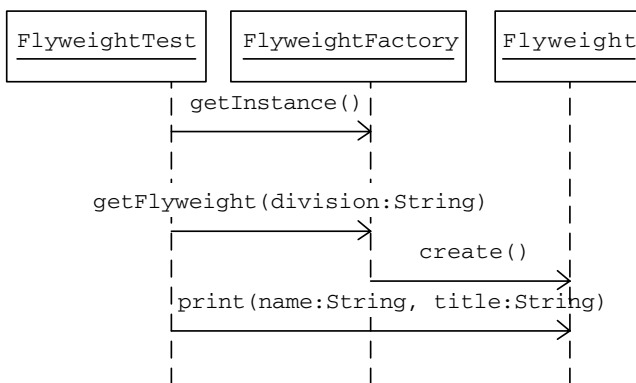 FlyweightTest
FlyweightFactory
Flyweight
getInstance()
getFlyweight(division:String)
create()
print(name:String, title:String)